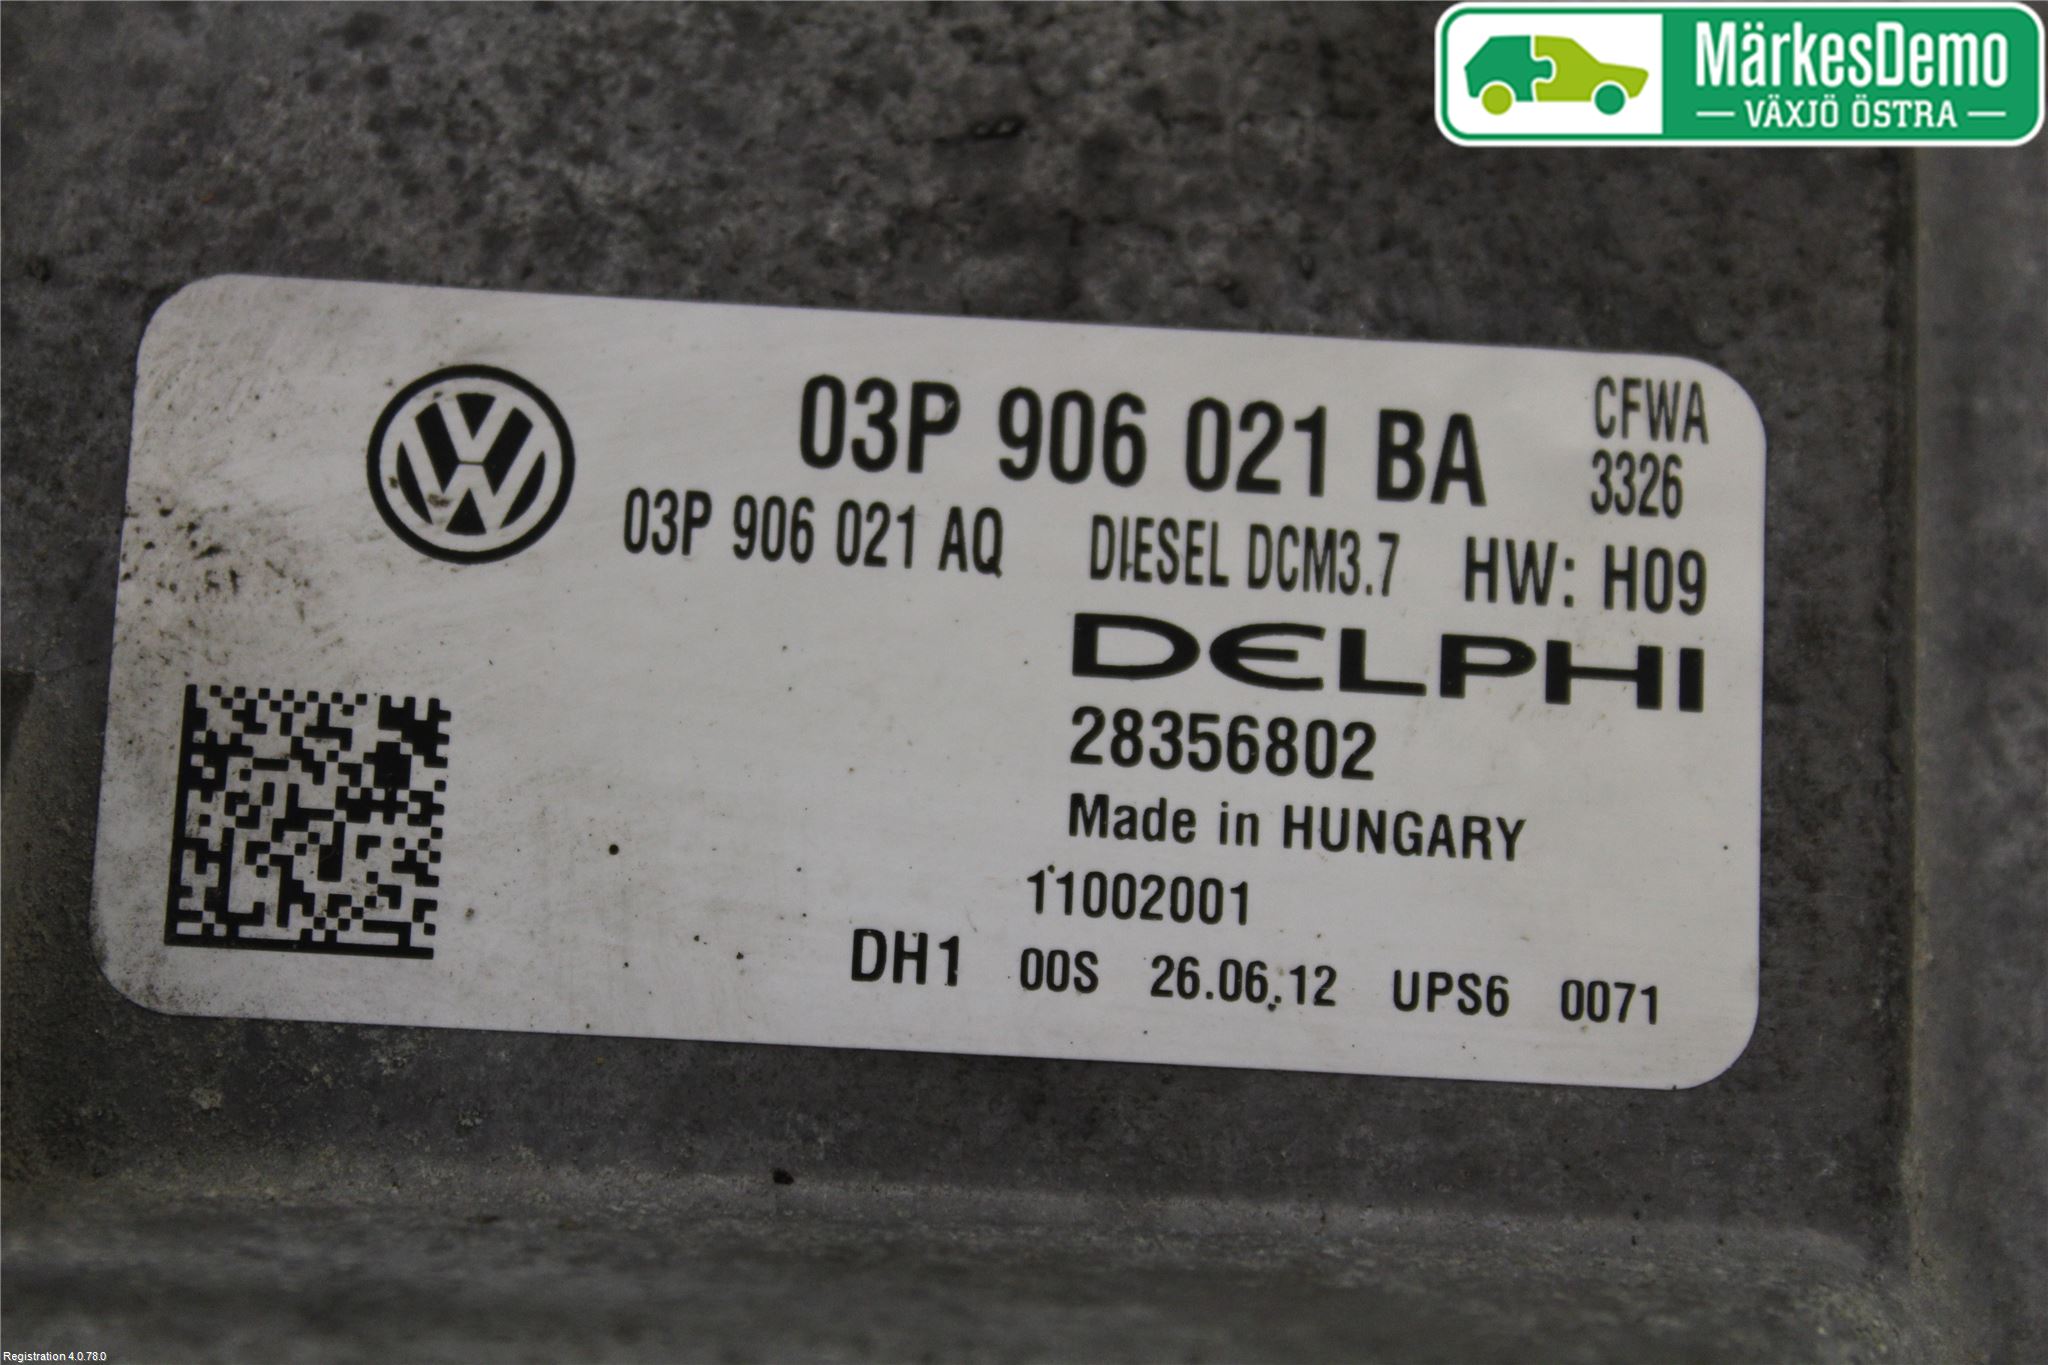 MärkesDemo
VÄXJÖ ÖSTRA
03P 906 021 BA
CFWA
3326
03P 906 021 AQ DIESEL DCM3.7 HW: H09
DELPHI
28356802
Made in HUNGARY
11002001
DH1 00S 26.06.12 UPS6 0071
Registration 4.0.78.0